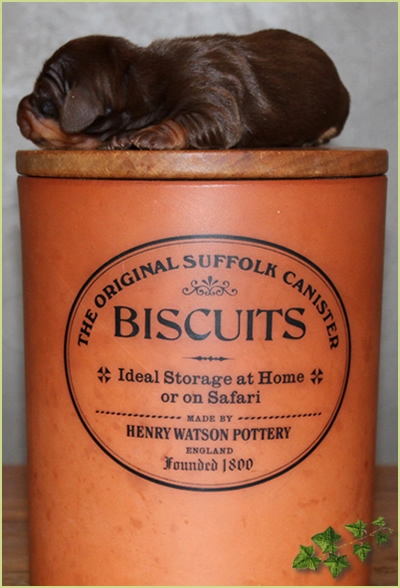 THE ORIGINAL SUFFOLK CANISTER
BISCUITS
Ideal Storage at Home
or on Safari
MADE BY
HENRY WATSON POTTERY
ENGLAND
Founded 1800